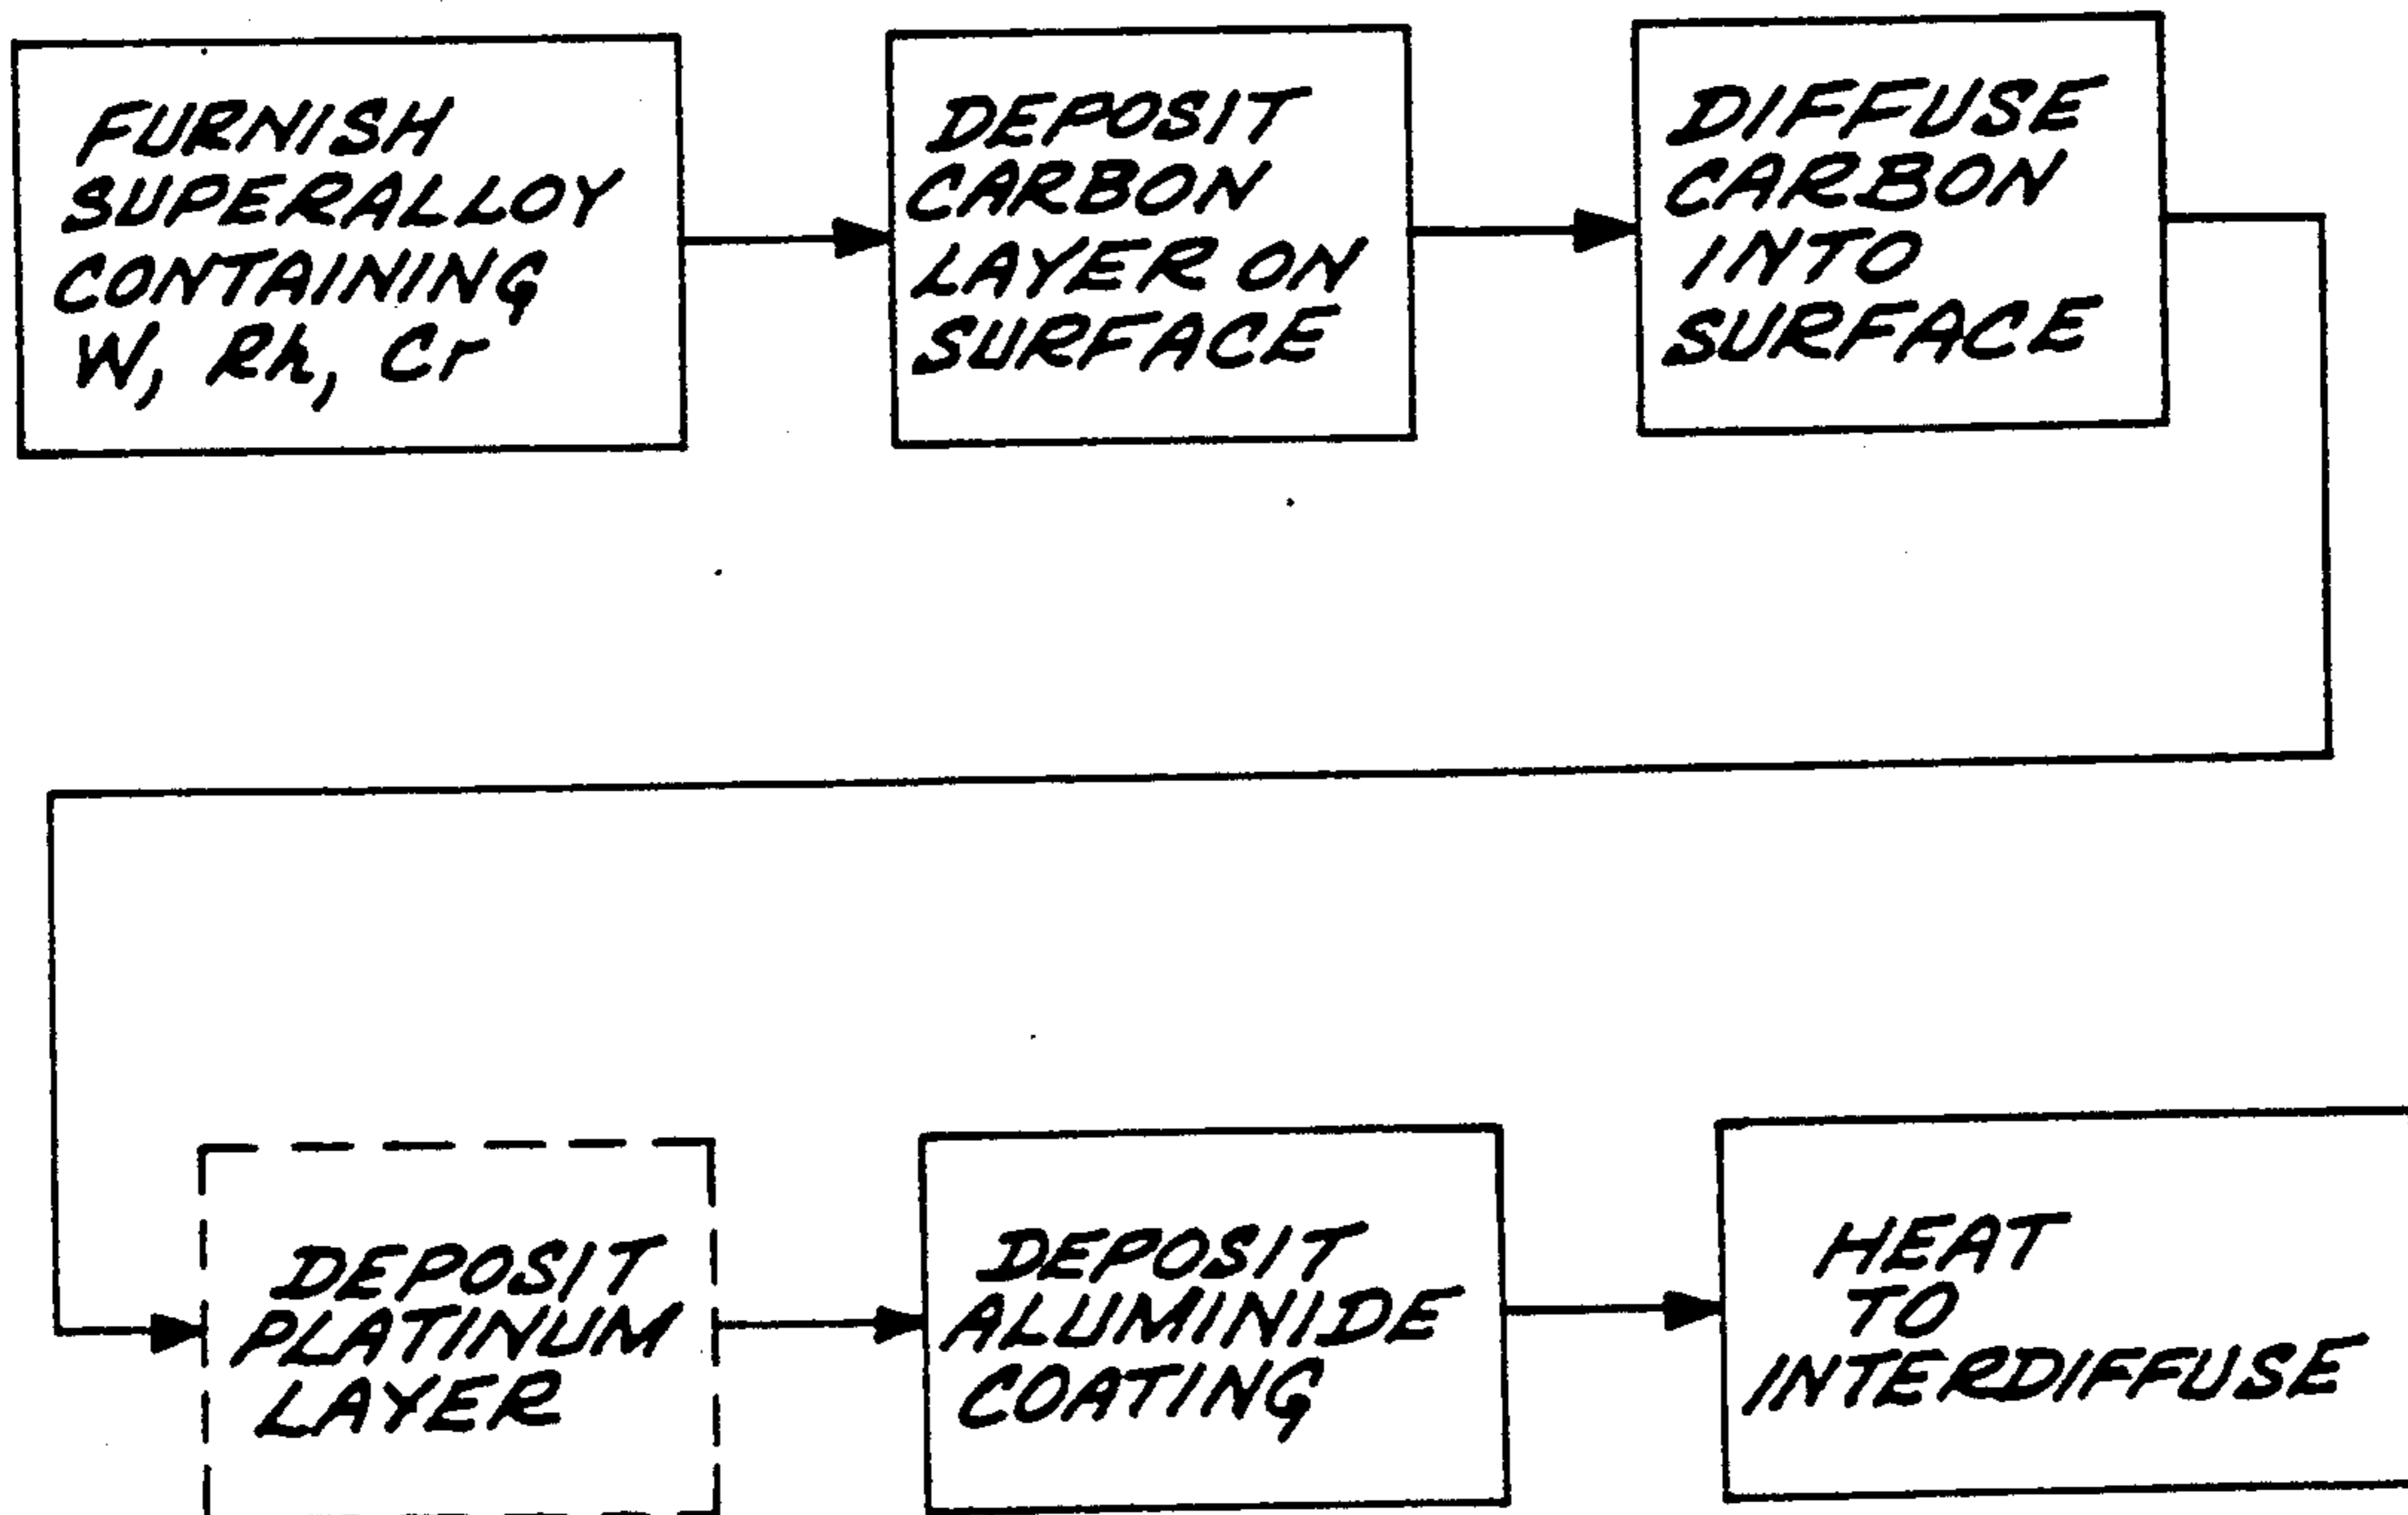 FURNISH
SUPERALLOY
CONTAINING
W, Rh, Cr
DEPOSIT
CARBON
LAYER ON
SURFACE
DIFFUSE
CARBON
INTO
SURFACE
DEPOSIT
PLATINUM
LAYER
DEPOSIT
ALUMINIDE
COATING
HEAT
TO
INTERDIFFUSE